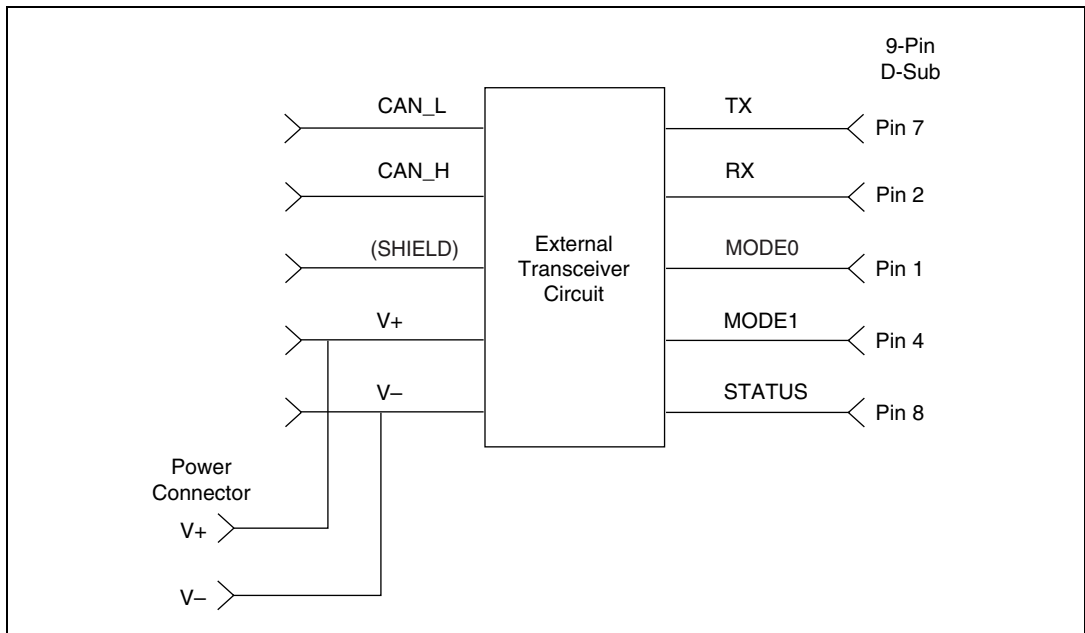 9-Pin
D-Sub
CAN_L
TX
Pin 7
CAN_H
RX
Pin 2
(SHIELD)
External
Transceiver
Circuit
MODE0
Pin 1
V+
MODE1
Pin 4
V–
STATUS
Pin 8
Power
Connector
V+
V–